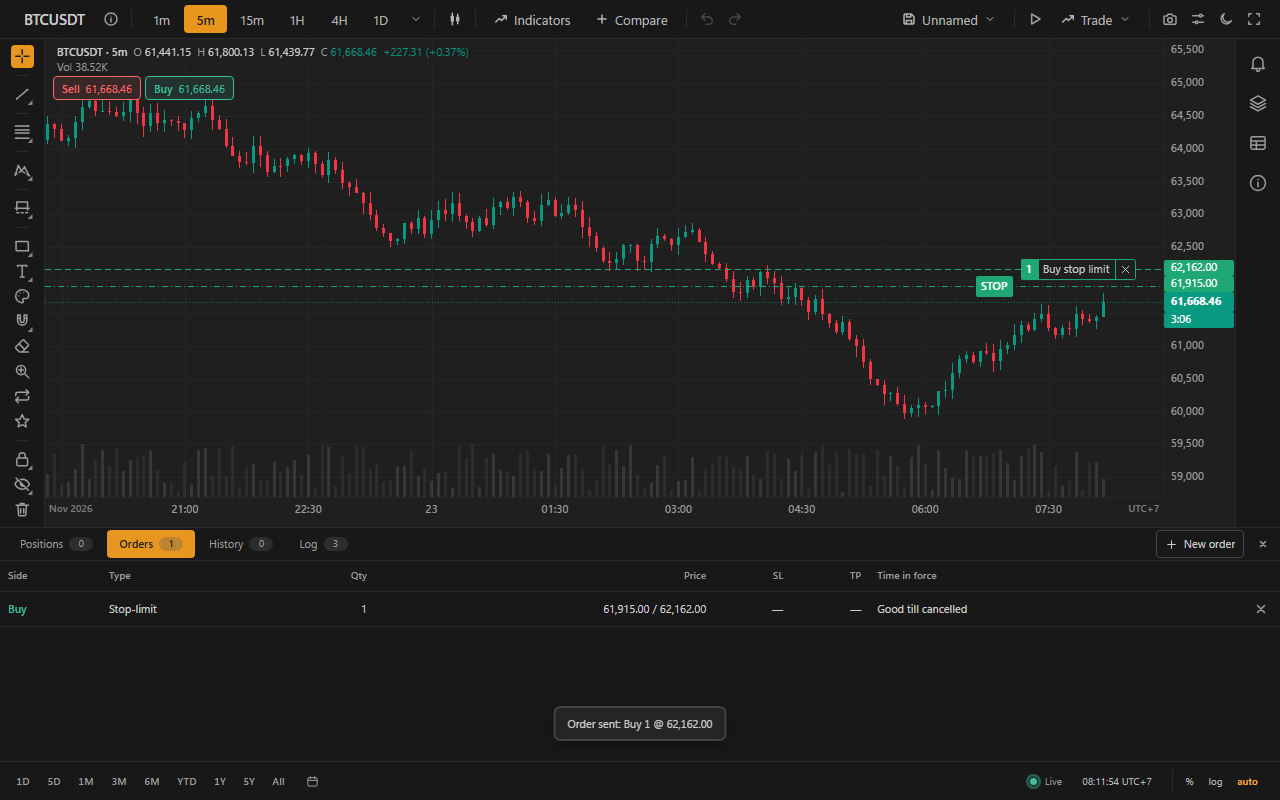 BTCUSDT 1m 5m 15m 1H 4H 1D Indicators Compare Unnamed Trade
BTCUSDT · 5m O 61,441.15 H 61,800.13 L 61,439.77 C 61,668.46 +227.31 (+0.37%)
Vol 38.52K
Sell 61,668.46 Buy 61,668.46
65,500
65,000
64,500
64,000
63,500
63,000
62,500
1 Buy stop limit 62,162.00
STOP 61,915.00
61,668.46
3:06
61,000
60,500
60,000
59,500
59,000
Nov 2026 21:00 22:30 23 01:30 03:00 04:30 06:00 07:30 UTC+7
Positions 0 Orders 1 History 0 Log 3 New order
Side Type Qty Price SL TP Time in force
Buy Stop-limit 1 61,915.00 / 62,162.00 — — Good till cancelled
Order sent: Buy 1 @ 62,162.00
1D 5D 1M 3M 6M YTD 1Y 5Y All Live 08:11:54 UTC+7 % log auto